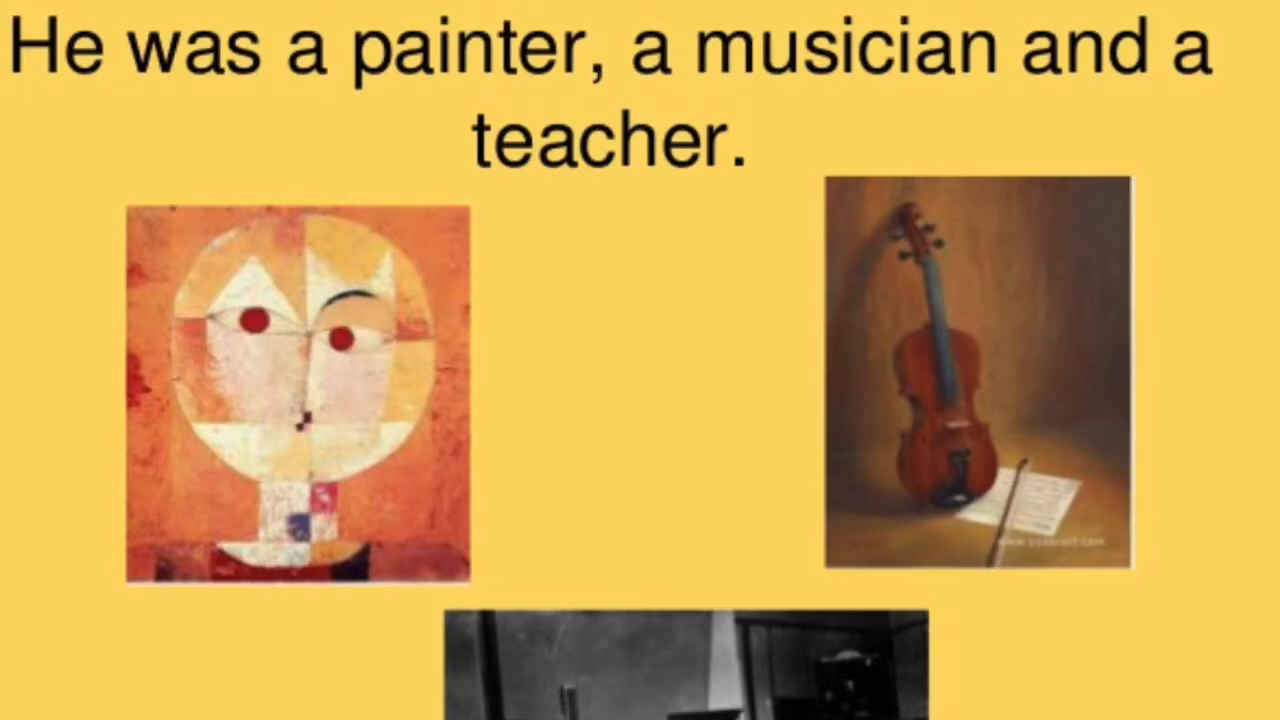 He was a painter, a musician and a
teacher.